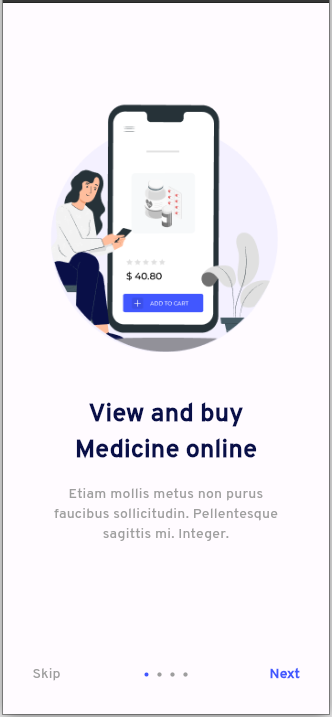 $ 40.80
ADD TO CART
View and buy
Medicine online
Etiam mollis metus non purus
faucibus sollicitudin. Pellentesque
sagittis mi. Integer.
Skip
Next